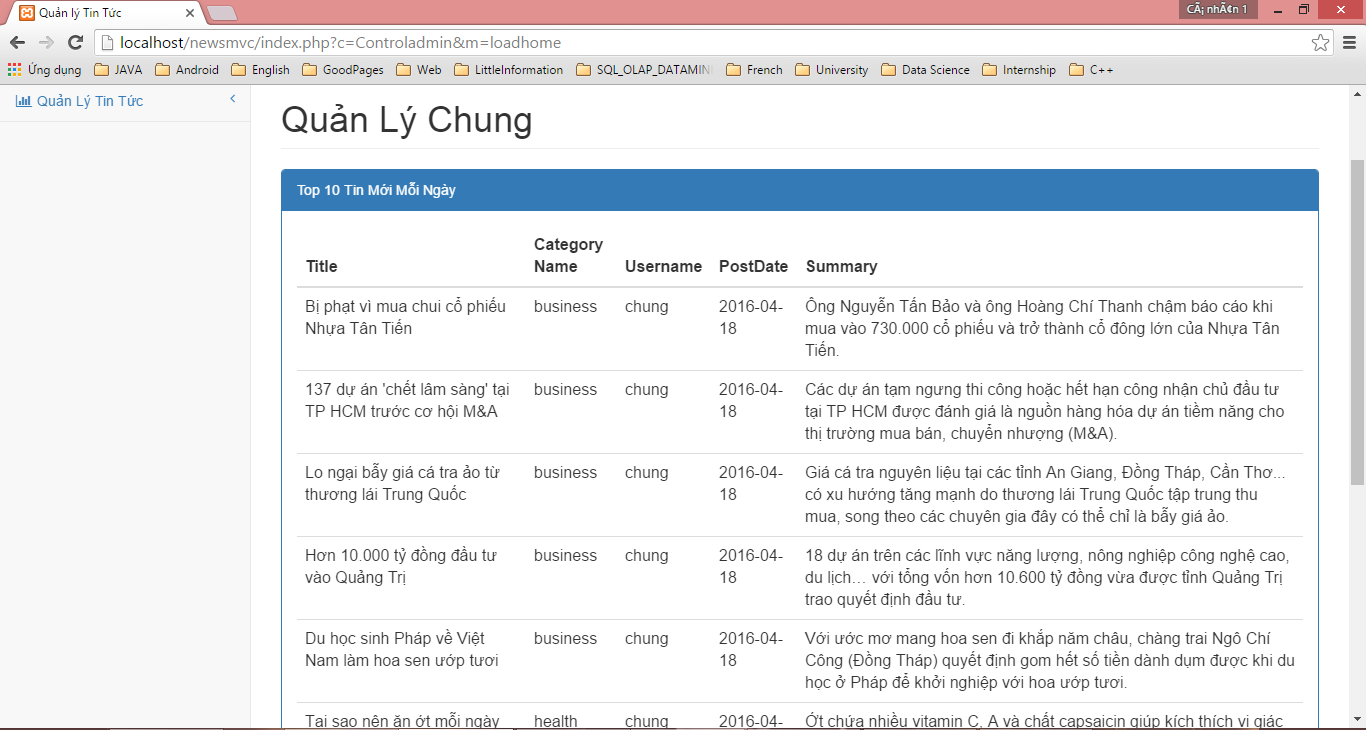 Quản lý Tin Tức
CÃ¡ nhÃ¢n 1
localhost/newsmvc/index.php?c=Controladmin&m=loadhome
Ứng dụng JAVA Android English GoodPages Web LittleInformation SQL_OLAP_DATAMINI French University Data Science Internship C++
Quản Lý Tin Tức
Quản Lý Chung
Top 10 Tin Mới Mỗi Ngày
Category
Title Name Username PostDate Summary
Bị phạt vì mua chui cổ phiếu business chung 2016-04- Ông Nguyễn Tấn Bảo và ông Hoàng Chí Thanh chậm báo cáo khi
Nhựa Tân Tiến 18 mua vào 730.000 cổ phiếu và trở thành cổ đông lớn của Nhựa Tân
Tiến.
137 dự án 'chết lâm sàng' tại business chung 2016-04- Các dự án tạm ngưng thi công hoặc hết hạn công nhận chủ đầu tư
TP HCM trước cơ hội M&A 18 tại TP HCM được đánh giá là nguồn hàng hóa dự án tiềm năng cho
thị trường mua bán, chuyển nhượng (M&A).
Lo ngại bẫy giá cá tra ảo từ business chung 2016-04- Giá cá tra nguyên liệu tại các tỉnh An Giang, Đồng Tháp, Cần Thơ...
thương lái Trung Quốc 18 có xu hướng tăng mạnh do thương lái Trung Quốc tập trung thu
mua, song theo các chuyên gia đây có thể chỉ là bẫy giá ảo.
Hơn 10.000 tỷ đồng đầu tư business chung 2016-04- 18 dự án trên các lĩnh vực năng lượng, nông nghiệp công nghệ cao,
vào Quảng Trị 18 du lịch… với tổng vốn hơn 10.600 tỷ đồng vừa được tỉnh Quảng Trị
trao quyết định đầu tư.
Du học sinh Pháp về Việt business chung 2016-04- Với ước mơ mang hoa sen đi khắp năm châu, chàng trai Ngô Chí
Nam làm hoa sen ướp tươi 18 Công (Đồng Tháp) quyết định gom hết số tiền dành dụm được khi du
học ở Pháp để khởi nghiệp với hoa ướp tươi.
Tại sao nên ăn ớt mỗi ngày health chung 2016-04- Ớt chứa nhiều vitamin C, A và chất capsaicin giúp kích thích vị giác